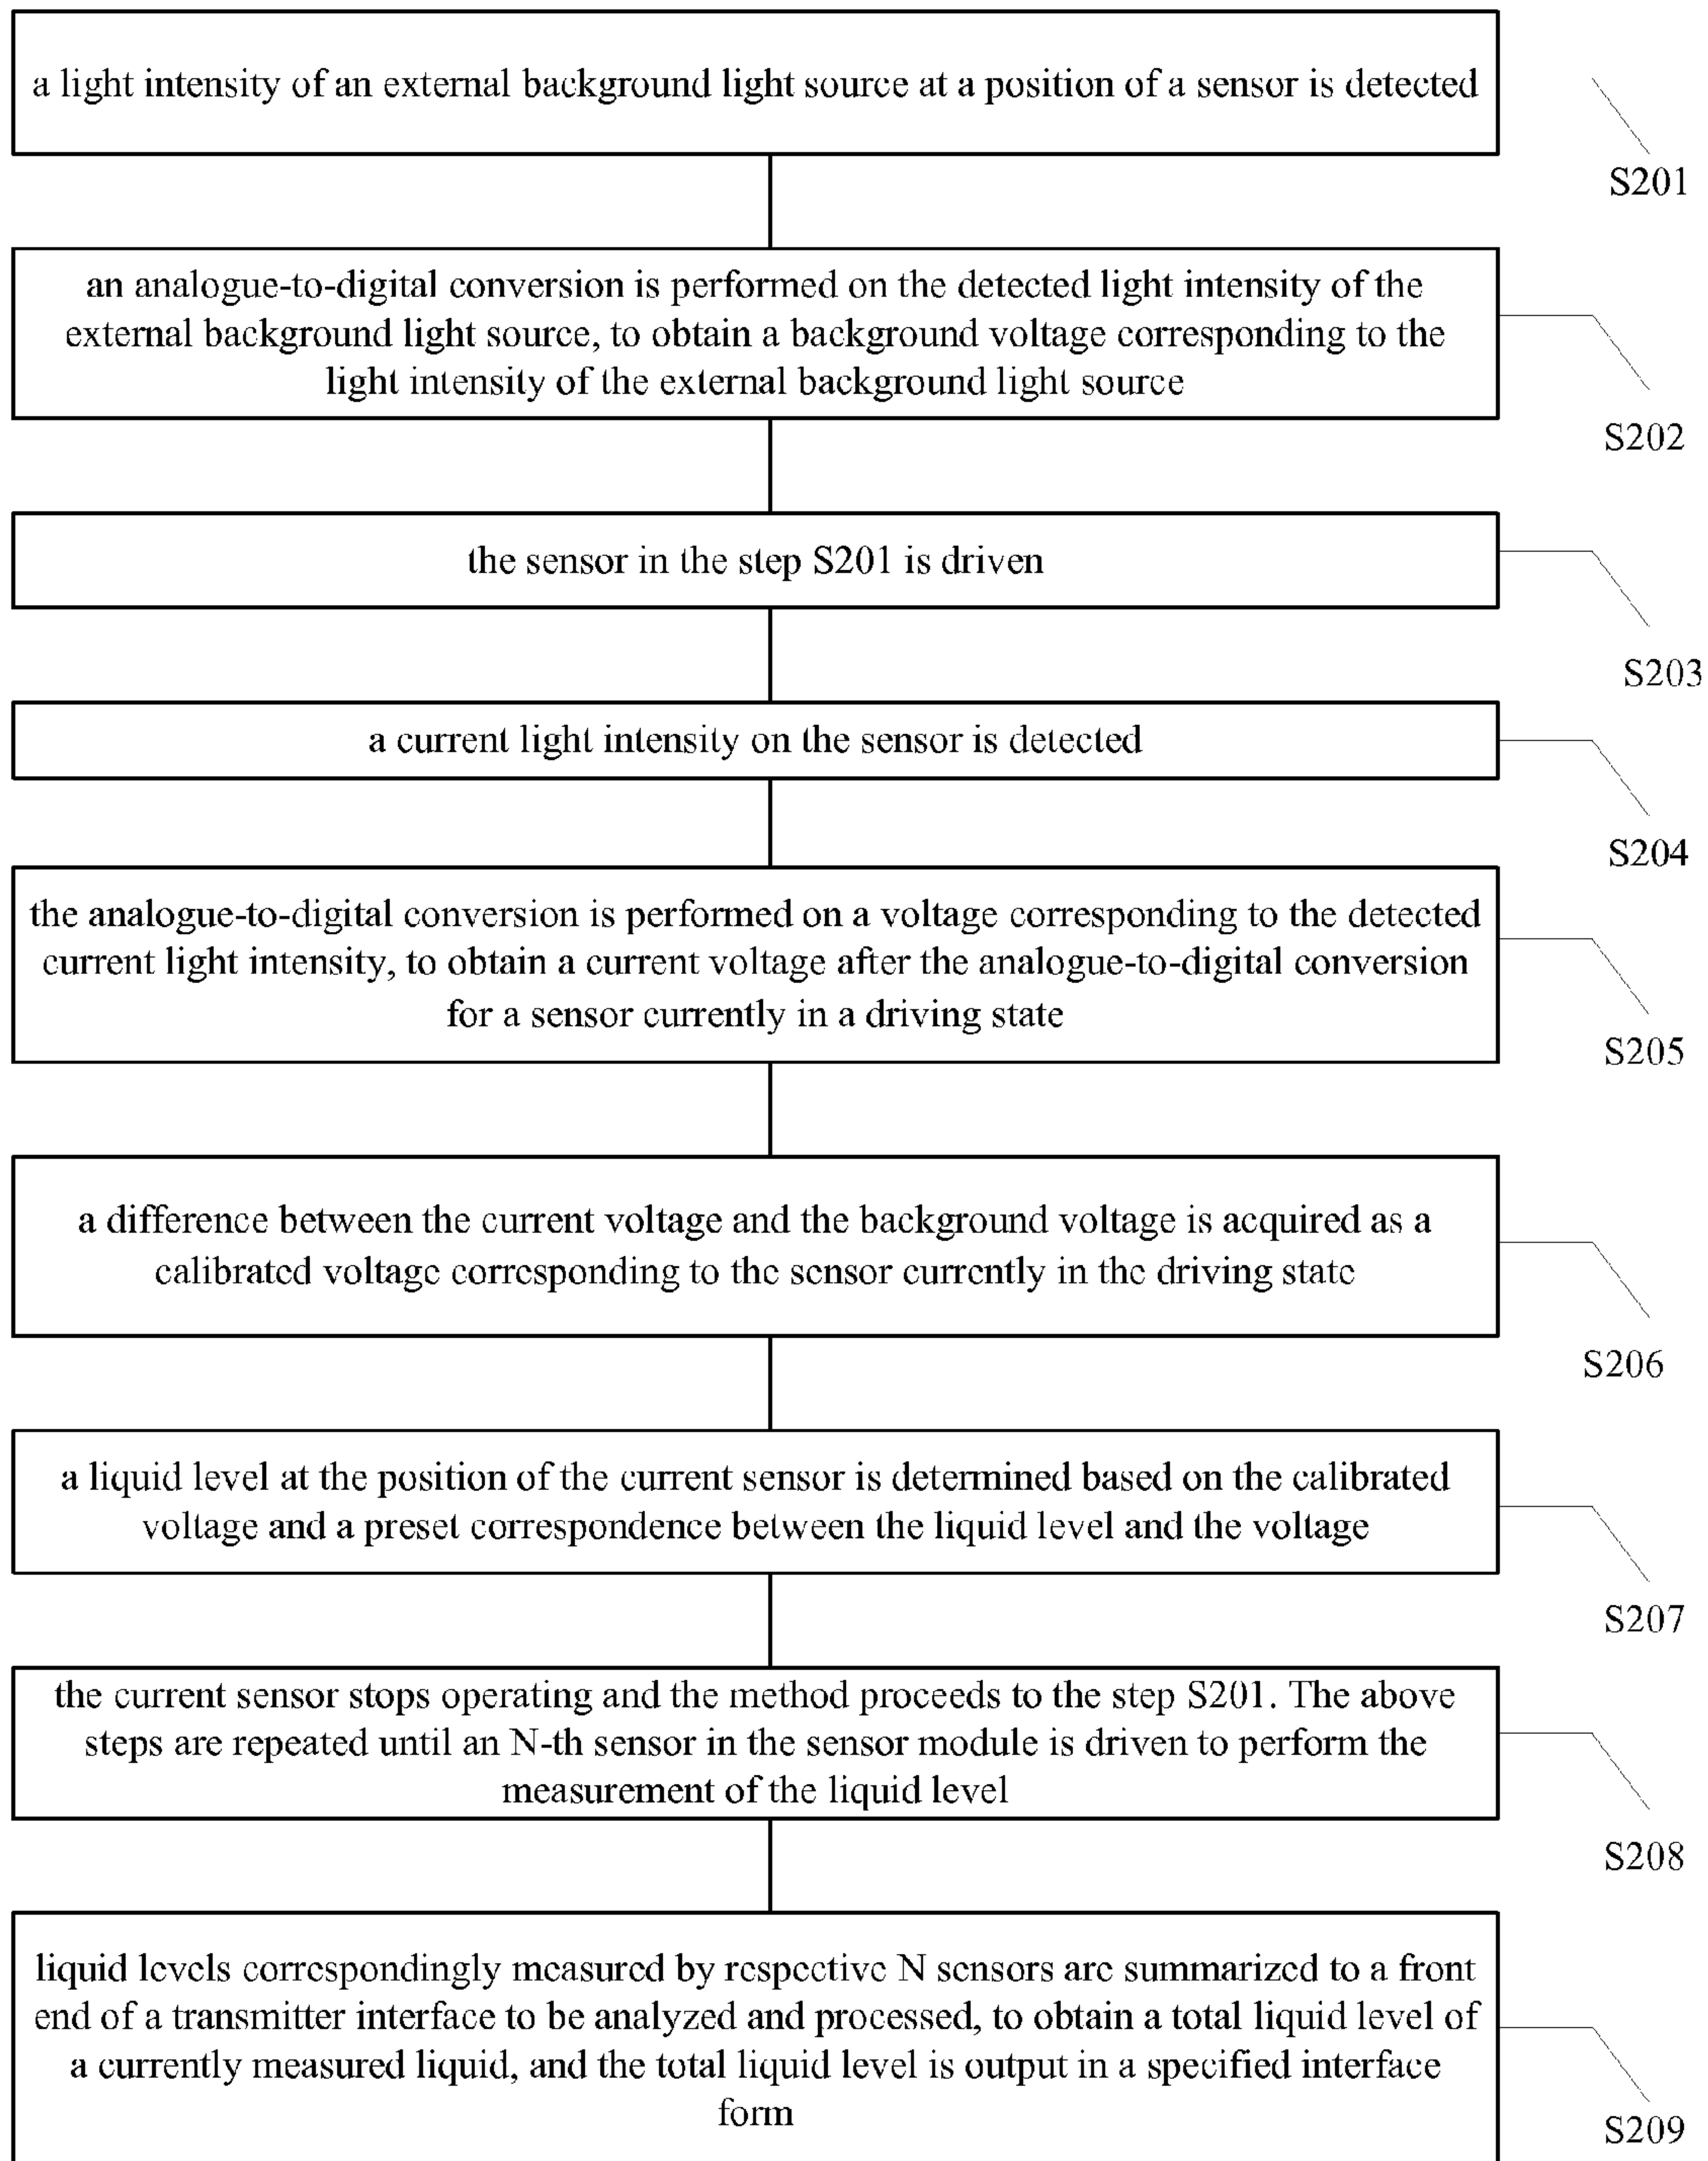 a light intensity of an external background light source at a position of a sensor is detected
S201
an analogue-to-digital conversion is performed on the detected light intensity of the
external background light source, to obtain a background voltage corresponding to the
light intensity of the external background light source
S202
the sensor in the step S201 is driven
S203
a current light intensity on the sensor is detected
S204
the analogue-to-digital conversion is performed on a voltage corresponding to the detected
current light intensity, to obtain a current voltage after the analogue-to-digital conversion
for a sensor currently in a driving state
S205
a difference between the current voltage and the background voltage is acquired as a
calibrated voltage corresponding to the sensor currently in the driving state
S206
a liquid level at the position of the current sensor is determined based on the calibrated
voltage and a preset correspondence between the liquid level and the voltage
S207
the current sensor stops operating and the method proceeds to the step S201. The above
steps are repeated until an N-th sensor in the sensor module is driven to perform the
measurement of the liquid level
S208
liquid levels correspondingly measured by respective N sensors are summarized to a front
end of a transmitter interface to be analyzed and processed, to obtain a total liquid level of
a currently measured liquid, and the total liquid level is output in a specified interface
form
S209